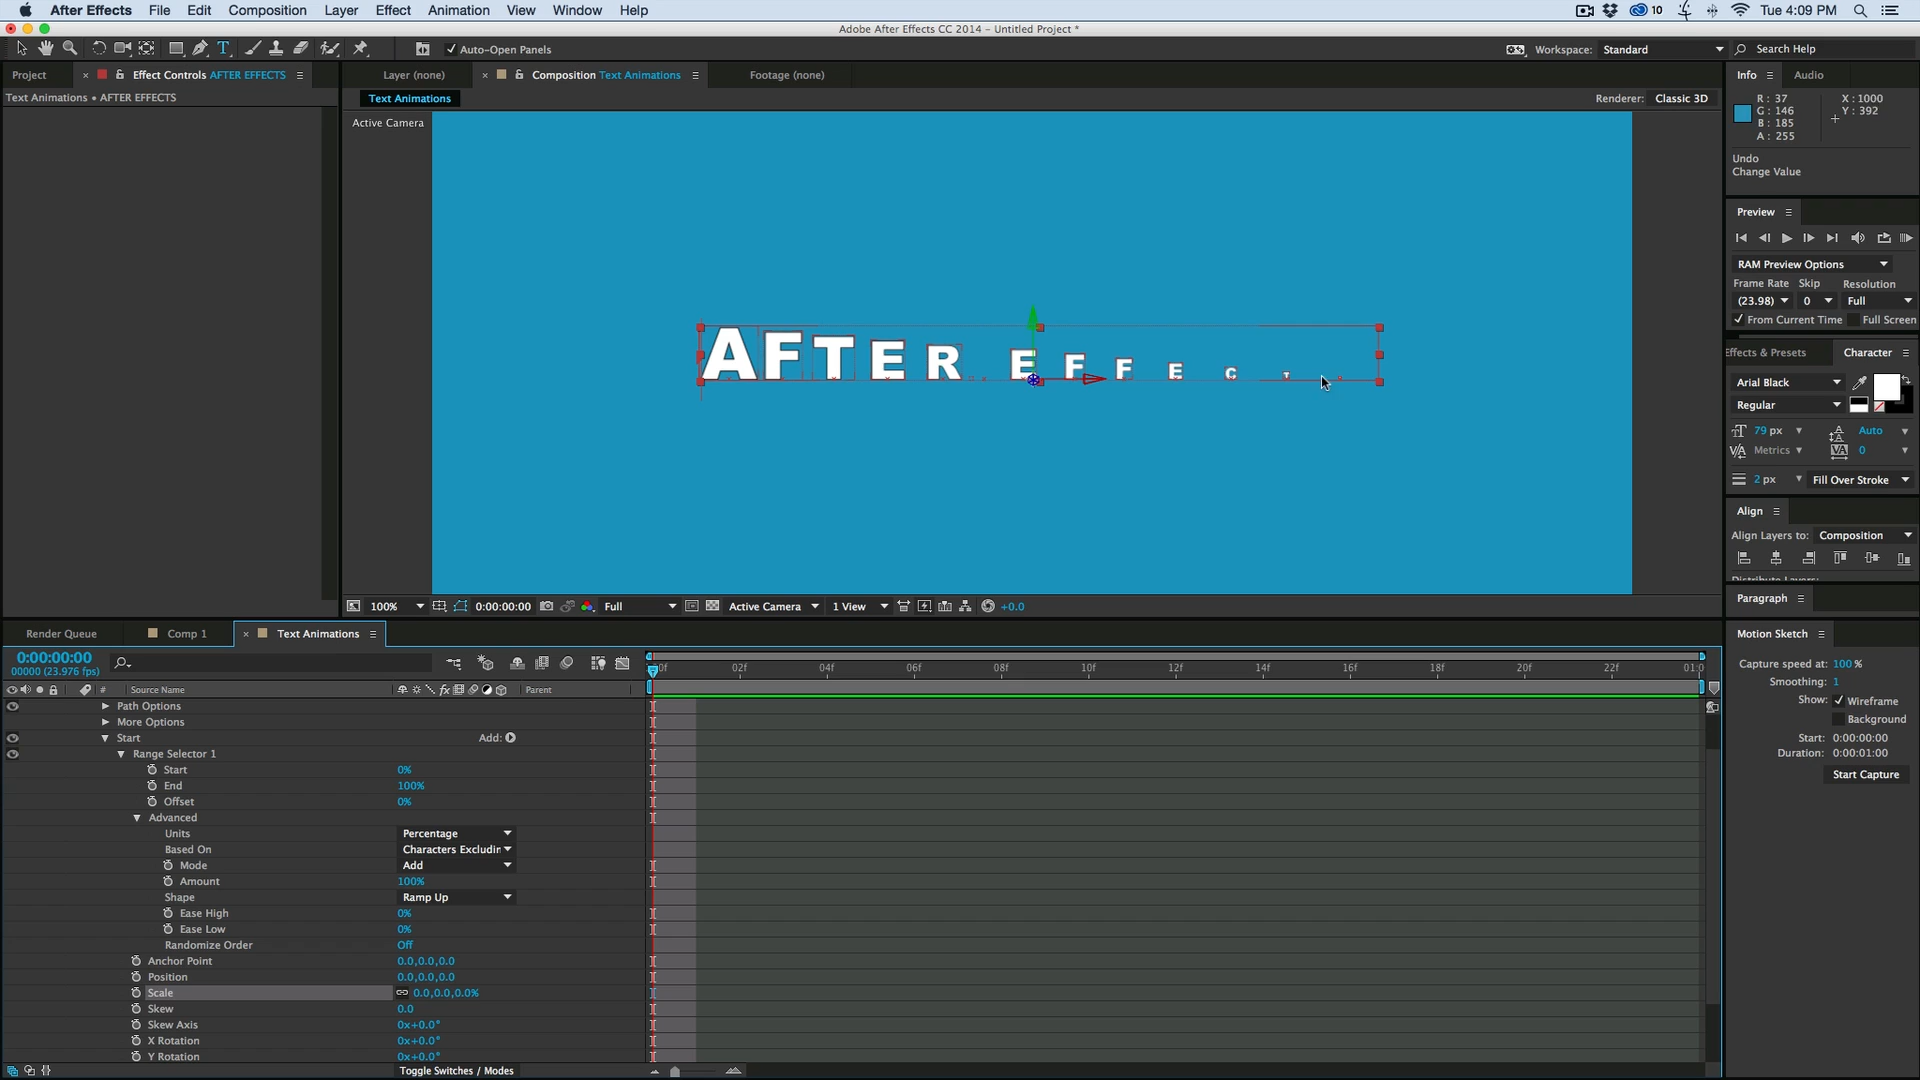 After Effects File Edit Composition Layer Effect Animation View Window Help 10 Tue 4:09 PM
Adobe After Effects CC 2014 - Untitled Project *
Auto-Open Panels Workspace: Standard Search Help
Project Effect Controls AFTER EFFECTS Layer (none) Composition Text Animations Footage (none) Info Audio
Text Animations • AFTER EFFECTS Text Animations Renderer: Classic 3D
Active Camera
R : 37 X : 1000
G : 146 Y : 392
B : 185
A : 255
Undo
Change Value
Preview
RAM Preview Options
Frame Rate Skip Resolution
(23.98) 0 Full
From Current Time Full Screen
AFTER EFFECT
Effects & Presets Character
Arial Black
Regular
79 px Auto
Metrics 0
2 px Fill Over Stroke
Align
Align Layers to: Composition
Paragraph
100% 0:00:00:00 Full Active Camera 1 View +0.0
Render Queue Comp 1 Text Animations
0:00:00:00
00000 (23.976 fps)
02f 04f 06f 08f 10f 12f 14f 16f 18f 20f 22f 01:0
# Source Name fx Parent
Path Options
More Options
Start Add:
Range Selector 1
Start 0%
End 100%
Offset 0%
Advanced
Units Percentage
Based On Characters Excludin
Mode Add
Amount 100%
Shape Ramp Up
Ease High 0%
Ease Low 0%
Randomize Order Off
Anchor Point 0.0,0.0,0.0
Position 0.0,0.0,0.0
Scale 0.0,0.0,0.0%
Skew 0.0
Skew Axis 0x+0.0°
X Rotation 0x+0.0°
Y Rotation 0x+0.0°
Toggle Switches / Modes
Motion Sketch
Capture speed at: 100 %
Smoothing: 1
Show: Wireframe
Background
Start: 0:00:00:00
Duration: 0:00:01:00
Start Capture